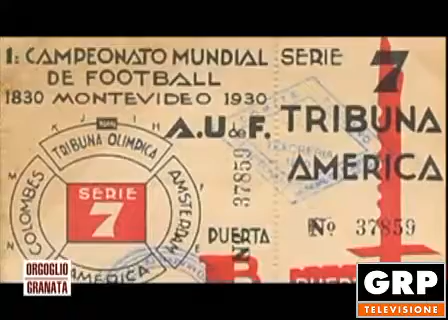 1: CAMPEONATO MUNDIAL
DE FOOTBALL
1830 MONTEVIDEO 1930
A.U de F.
TRIBUNA OLIMPICA
COLOMBES
AMSTERDAM
AMERICA
SERIE
7
37859
PUERTA
SERIE 7
TRIBUNA
AMERICA
No 37859
ORGOGLIO
GRANATA
GRP
TELEVISIONE